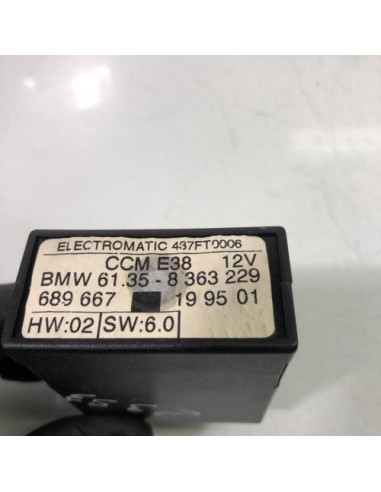 ELECTROMATIC 437FT0006
CCM E38 12V
BMW 61.35 - 8 363 229
689 667 19 95 01
HW:02 SW:6.0